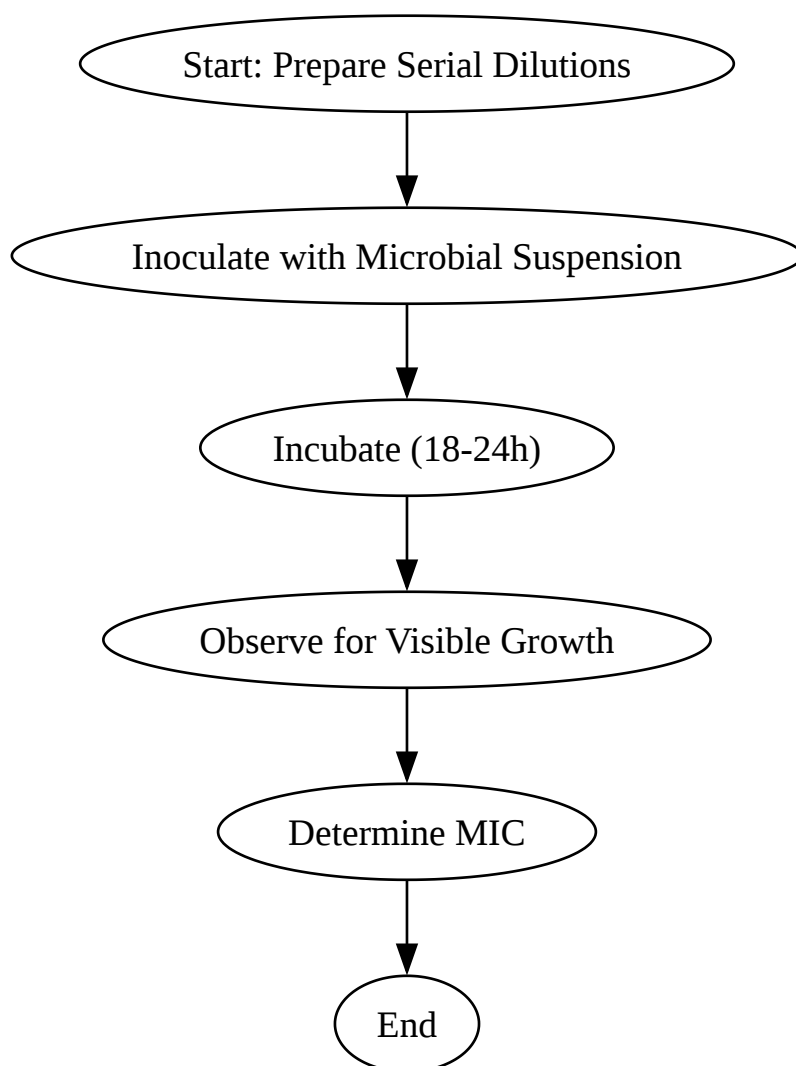 Start: Prepare Serial Dilutions
Inoculate with Microbial Suspension
Incubate (18-24h)
Observe for Visible Growth
Determine MIC
End